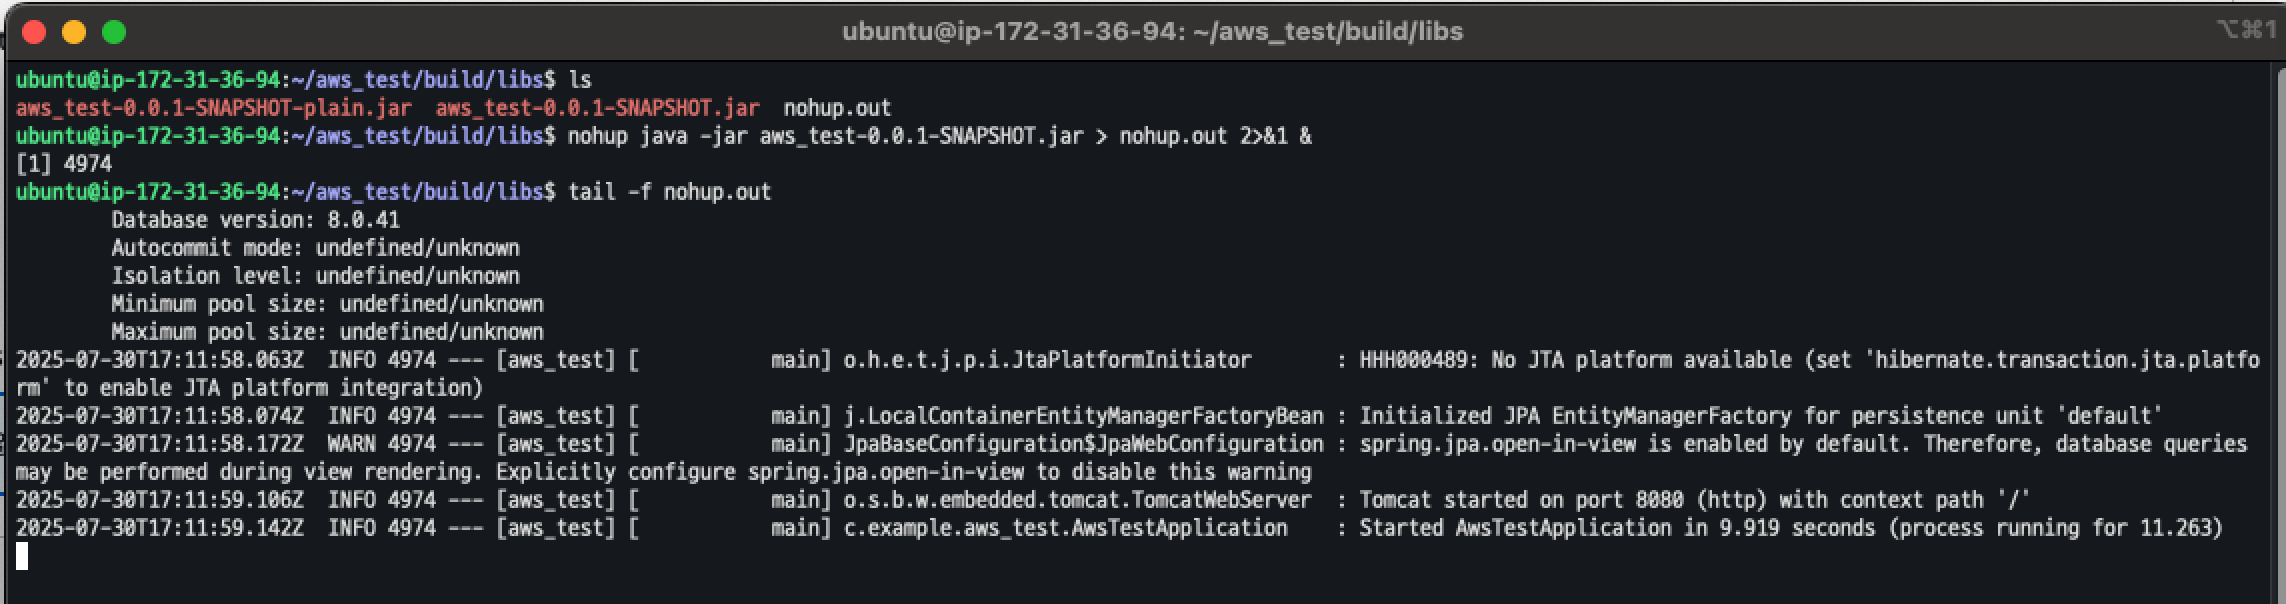 ubuntu@ip-172-31-36-94: ~/aws_test/build/libs ⌥⌘1
ubuntu@ip-172-31-36-94:~/aws_test/build/libs$ ls
aws_test-0.0.1-SNAPSHOT-plain.jar  aws_test-0.0.1-SNAPSHOT.jar  nohup.out
ubuntu@ip-172-31-36-94:~/aws_test/build/libs$ nohup java -jar aws_test-0.0.1-SNAPSHOT.jar > nohup.out 2>&1 &
[1] 4974
ubuntu@ip-172-31-36-94:~/aws_test/build/libs$ tail -f nohup.out
        Database version: 8.0.41
        Autocommit mode: undefined/unknown
        Isolation level: undefined/unknown
        Minimum pool size: undefined/unknown
        Maximum pool size: undefined/unknown
2025-07-30T17:11:58.063Z  INFO 4974 --- [aws_test] [           main] o.h.e.t.j.p.i.JtaPlatformInitiator       : HHH000489: No JTA platform available (set 'hibernate.transaction.jta.platfo
rm' to enable JTA platform integration)
2025-07-30T17:11:58.074Z  INFO 4974 --- [aws_test] [           main] j.LocalContainerEntityManagerFactoryBean : Initialized JPA EntityManagerFactory for persistence unit 'default'
2025-07-30T17:11:58.172Z  WARN 4974 --- [aws_test] [           main] JpaBaseConfiguration$JpaWebConfiguration : spring.jpa.open-in-view is enabled by default. Therefore, database queries
may be performed during view rendering. Explicitly configure spring.jpa.open-in-view to disable this warning
2025-07-30T17:11:59.106Z  INFO 4974 --- [aws_test] [           main] o.s.b.w.embedded.tomcat.TomcatWebServer  : Tomcat started on port 8080 (http) with context path '/'
2025-07-30T17:11:59.142Z  INFO 4974 --- [aws_test] [           main] c.example.aws_test.AwsTestApplication    : Started AwsTestApplication in 9.919 seconds (process running for 11.263)